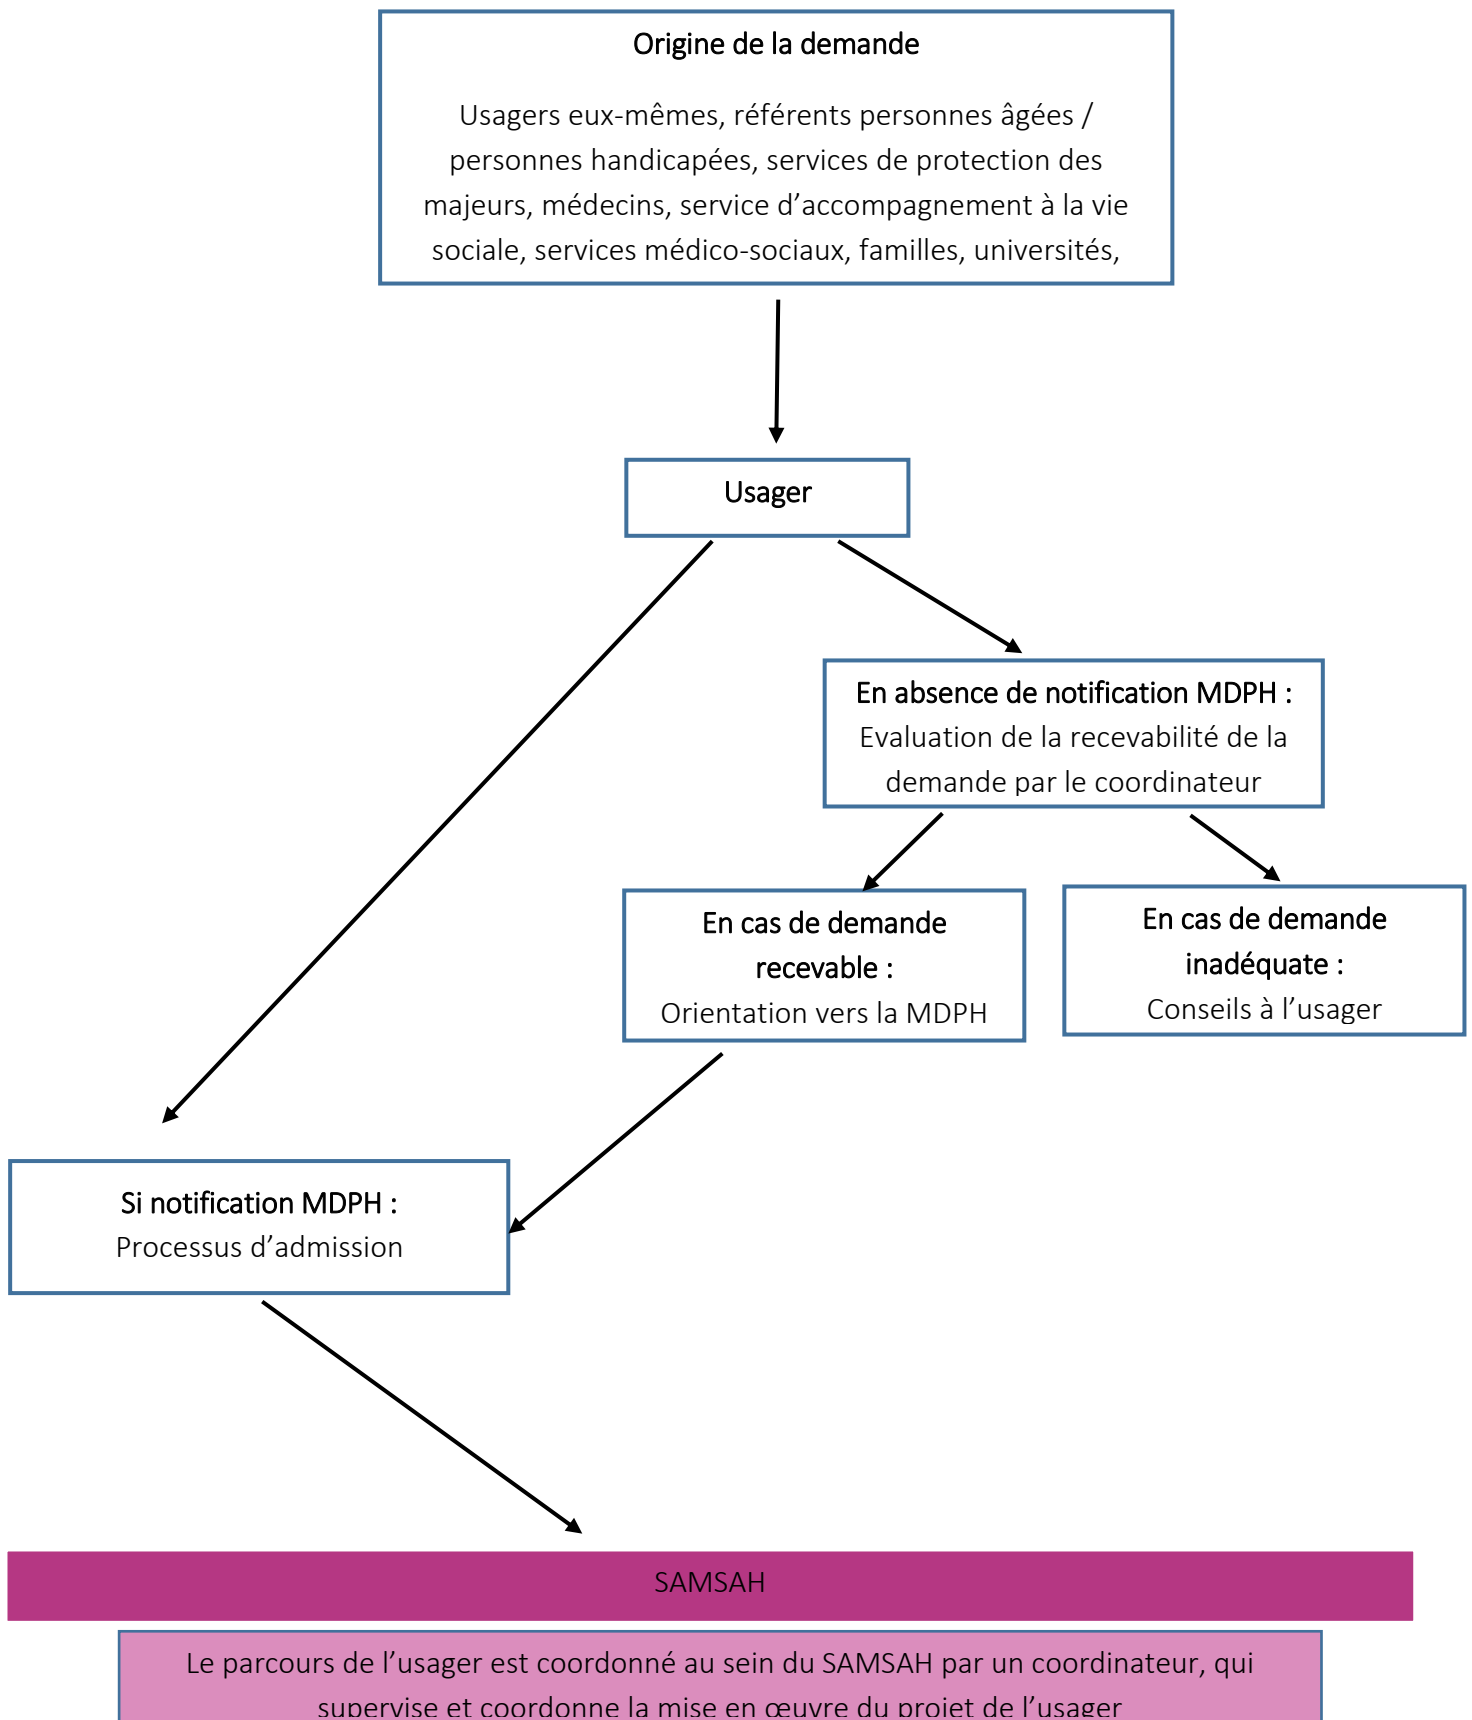 Origine de la demande
Usagers eux-mêmes, référents personnes âgées /
personnes handicapées, services de protection des
majeurs, médecins, service d’accompagnement à la vie
sociale, services médico-sociaux, familles, universités,
Usager
En absence de notification MDPH :
Evaluation de la recevabilité de la
demande par le coordinateur
En cas de demande
recevable :
Orientation vers la MDPH
En cas de demande
inadéquate :
Conseils à l’usager
Si notification MDPH :
Processus d’admission
SAMSAH
Le parcours de l’usager est coordonné au sein du SAMSAH par un coordinateur, qui
supervise et coordonne la mise en œuvre du projet de l’usager